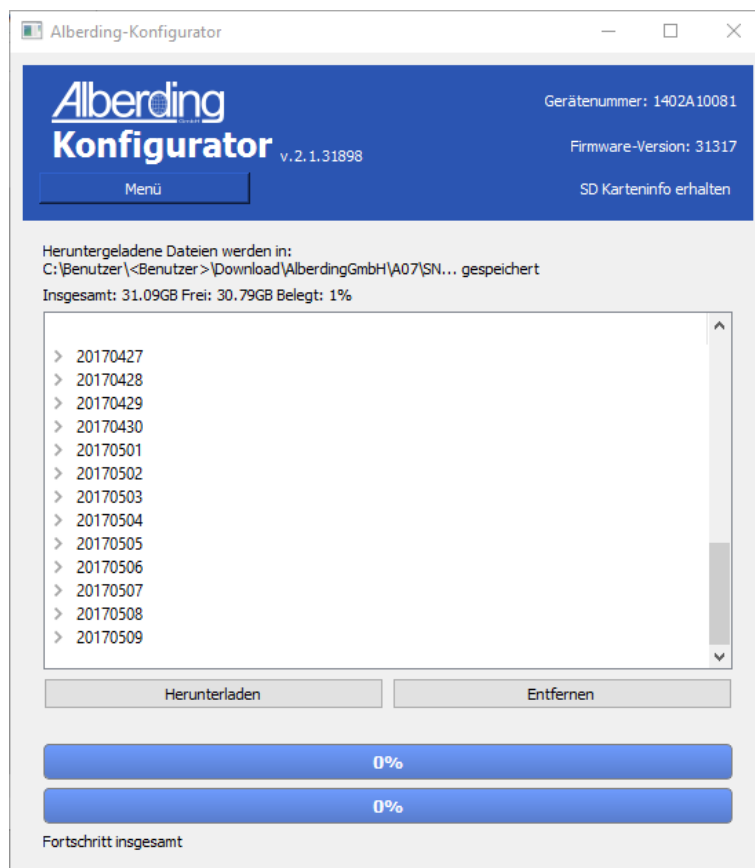 Alberding-Konfigurator
Alberding
GmbH
Konfigurator v.2.1.31898
Menü
Gerätenummer: 1402A10081
Firmware-Version: 31317
SD Karteninfo erhalten
Heruntergeladene Dateien werden in:
C:\Benutzer\<Benutzer>\Download\AlberdingGmbH\A07\SN... gespeichert
Insgesamt: 31.09GB Frei: 30.79GB Belegt: 1%
20170427
20170428
20170429
20170430
20170501
20170502
20170503
20170504
20170505
20170506
20170507
20170508
20170509
Herunterladen
Entfernen
0%
0%
Fortschritt insgesamt